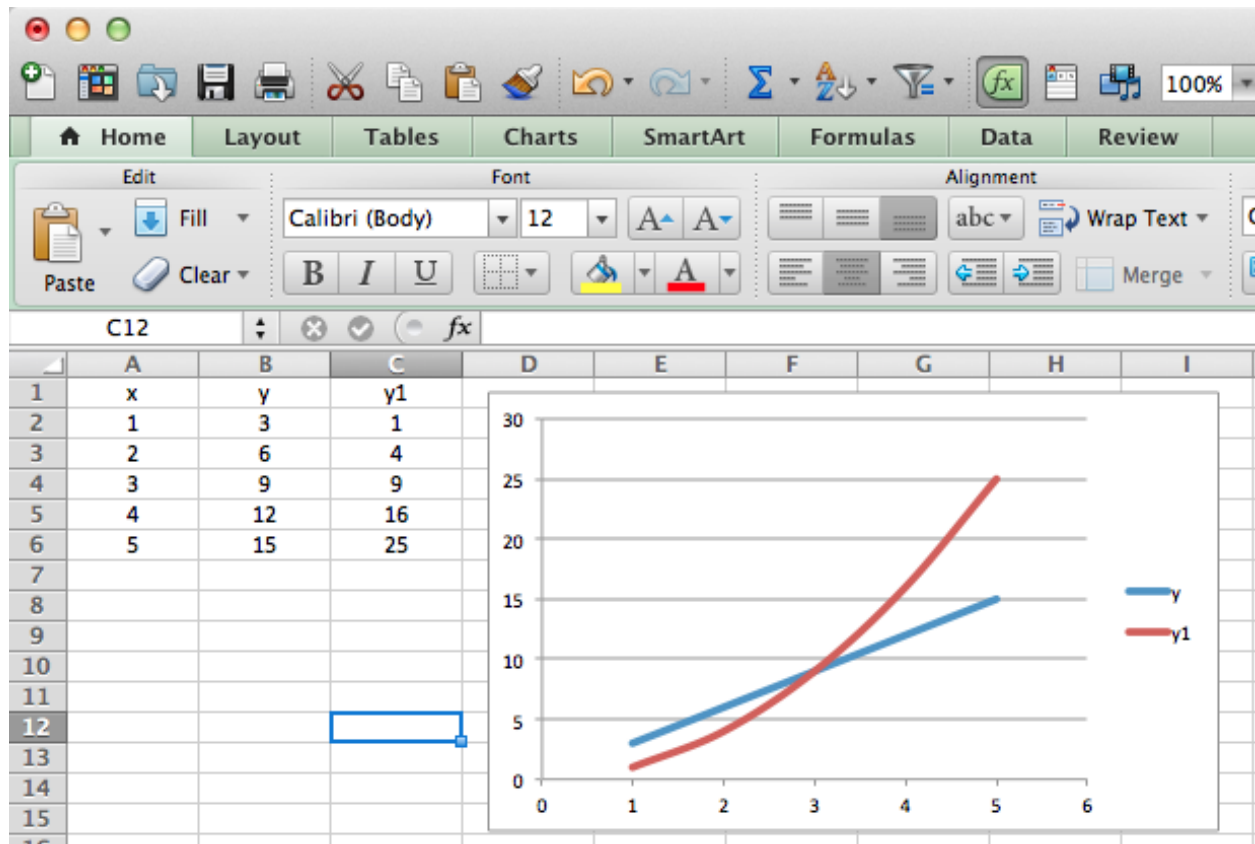 fx 100%
Home Layout Tables Charts SmartArt Formulas Data Review
Edit Font Alignment
Fill Calibri (Body) 12 A A abc Wrap Text
Paste Clear B I U A Merge
C12 fx
A B C D E F G H I
1 x y y1
2 1 3 1
3 2 6 4
4 3 9 9
5 4 12 16
6 5 15 25
7
8
9
10
11
12
13
14
15
30
25
20
15
10
5
0
0 1 2 3 4 5 6
y
y1